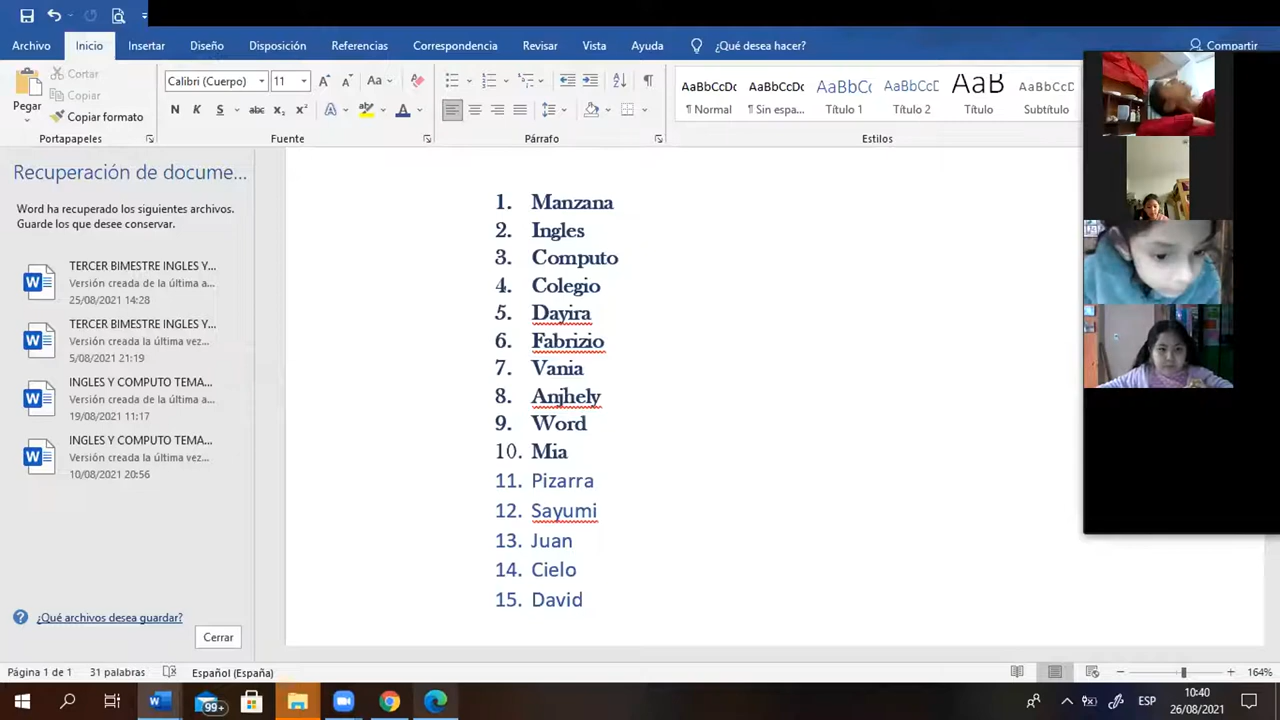 Archivo Inicio Insertar Diseño Disposición Referencias Correspondencia Revisar Vista Ayuda ¿Qué desea hacer? Compartir
Pegar
Cortar
Copiar
Copiar formato
Calibri (Cuerpo) 11 Aa
N K S abc x₂ x² A A
AaBbCcDc AaBbCcDc AaBbCc AaBbCcD AaB AaBbCcD
¶ Normal ¶ Sin espa... Título 1 Título 2 Título Subtítulo
Portapapeles Fuente Párrafo Estilos
Recuperación de docume...
Word ha recuperado los siguientes archivos.
Guarde los que desee conservar.
TERCER BIMESTRE INGLES Y...
Versión creada de la última a...
25/08/2021 14:28
TERCER BIMESTRE INGLES Y...
Versión creada la última vez...
5/08/2021 21:19
INGLES Y COMPUTO TEMA...
Versión creada de la última a...
19/08/2021 11:17
INGLES Y COMPUTO TEMA...
Versión creada la última vez...
10/08/2021 20:56
¿Qué archivos desea guardar?
Cerrar
1. Manzana
2. Ingles
3. Computo
4. Colegio
5. Dayira
6. Fabrizio
7. Vania
8. Anjhely
9. Word
10. Mia
11. Pizarra
12. Sayumi
13. Juan
14. Cielo
15. David
Página 1 de 1 31 palabras Español (España) 164%
99+ ESP 10:40
26/08/2021